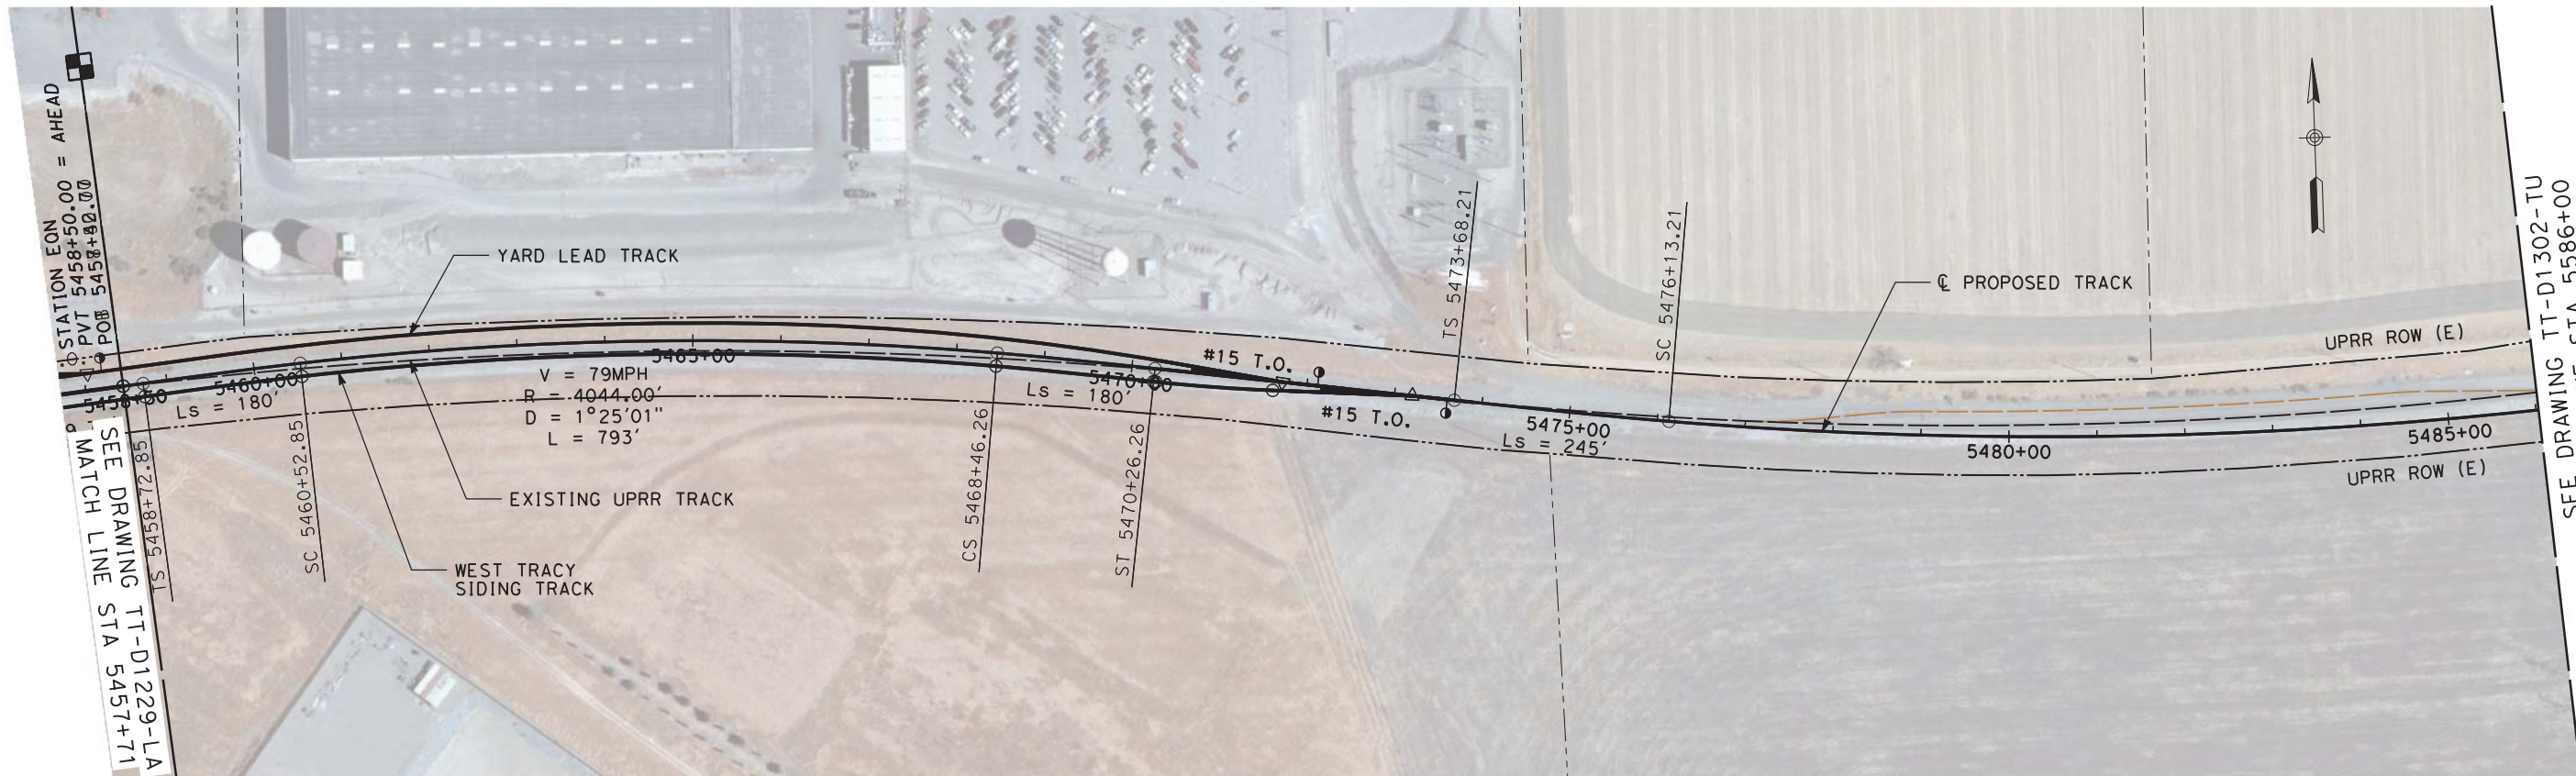 STATION EQN = AHEAD
PVT 5458+50.00
YARD LEAD TRACK
5458+50
5460+00
Ls = 180'
5465+00
V = 79MPH
R = 4044.00'
D = 1°25'01"
L = 793'
EXISTING UPRR TRACK
WEST TRACY
SIDING TRACK
TS 5458+72.85
SC 5460+52.85
CS 5468+46.26
ST 5470+26.26
5470+00
Ls = 180'
#15 T.O.
#15 T.O.
TS 5473+68.21
SC 5476+13.21
5475+00
Ls = 245'
℄ PROPOSED TRACK
5480+00
5485+00
UPRR ROW (E)
UPRR ROW (E)
SEE DRAWING TT-D1229-LA
MATCH LINE STA 5457+71
SEE DRAWING TT-D1302-TU
STA 5586+00
SEE DRAWING